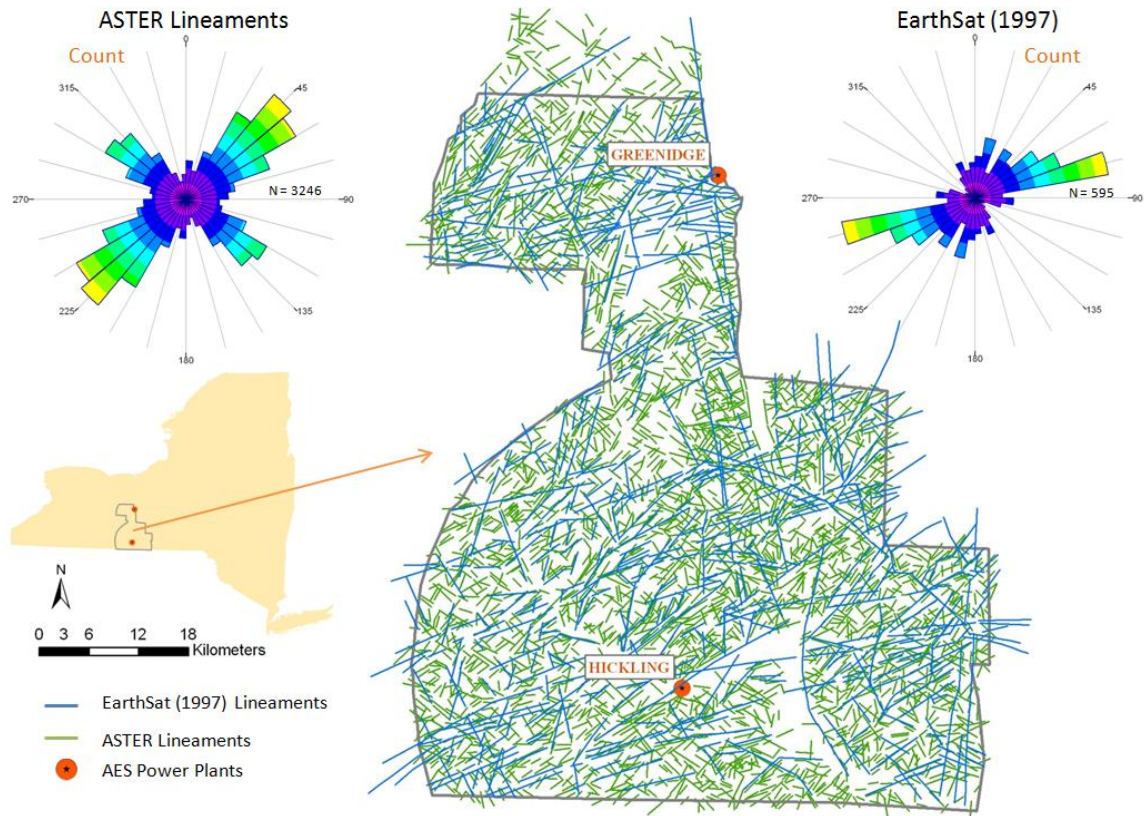 ASTER Lineaments
Count
0
315
45
270
90
N = 3246
225
135
180
EarthSat (1997)
Count
0
315
45
270
90
N = 595
225
135
180
GREENIDGE
HICKLING
N
0 3 6 12 18
Kilometers
EarthSat (1997) Lineaments
ASTER Lineaments
AES Power Plants